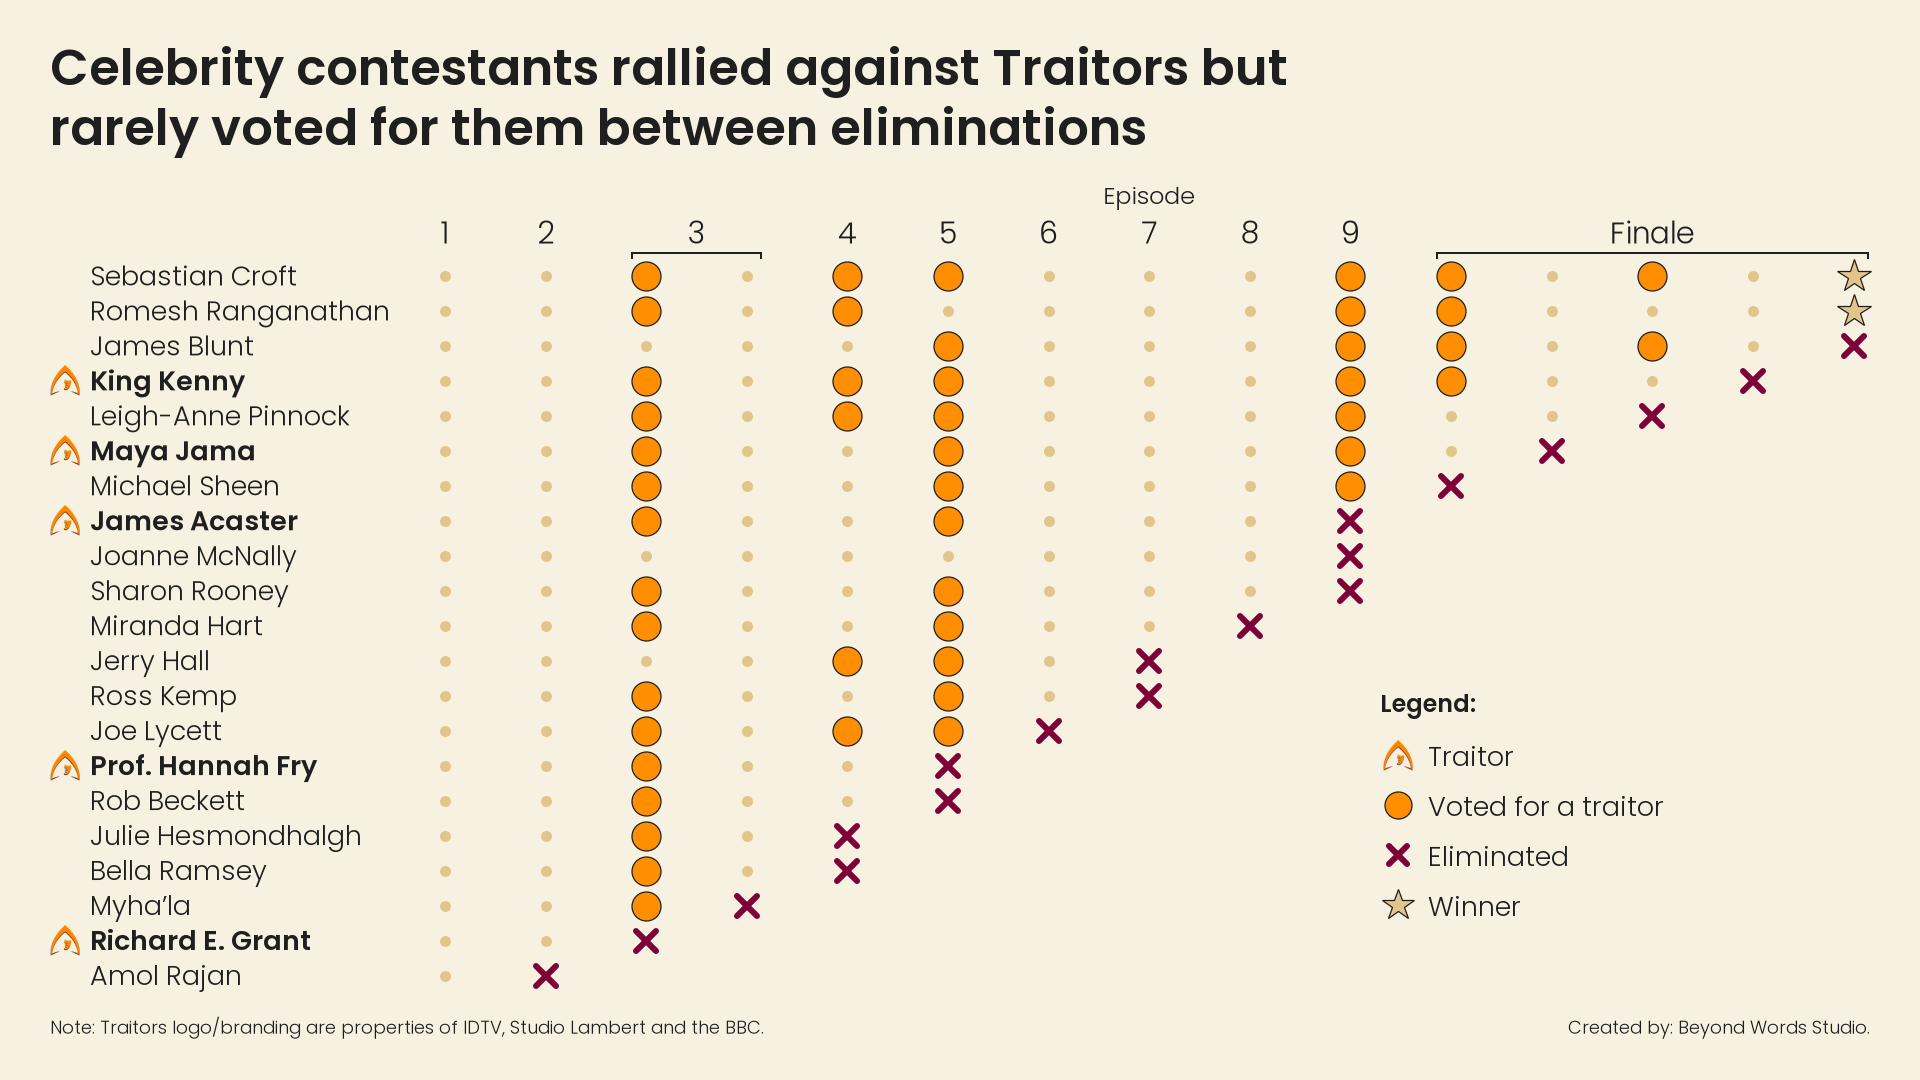 Celebrity contestants rallied against Traitors but
rarely voted for them between eliminations
Episode
1 2 3 4 5 6 7 8 9 Finale
Sebastian Croft
Romesh Ranganathan
James Blunt
King Kenny
Leigh-Anne Pinnock
Maya Jama
Michael Sheen
James Acaster
Joanne McNally
Sharon Rooney
Miranda Hart
Jerry Hall
Ross Kemp
Joe Lycett
Prof. Hannah Fry
Rob Beckett
Julie Hesmondhalgh
Bella Ramsey
Myha’la
Richard E. Grant
Amol Rajan
Legend:
Traitor
Voted for a traitor
Eliminated
Winner
Note: Traitors logo/branding are properties of IDTV, Studio Lambert and the BBC.
Created by: Beyond Words Studio.